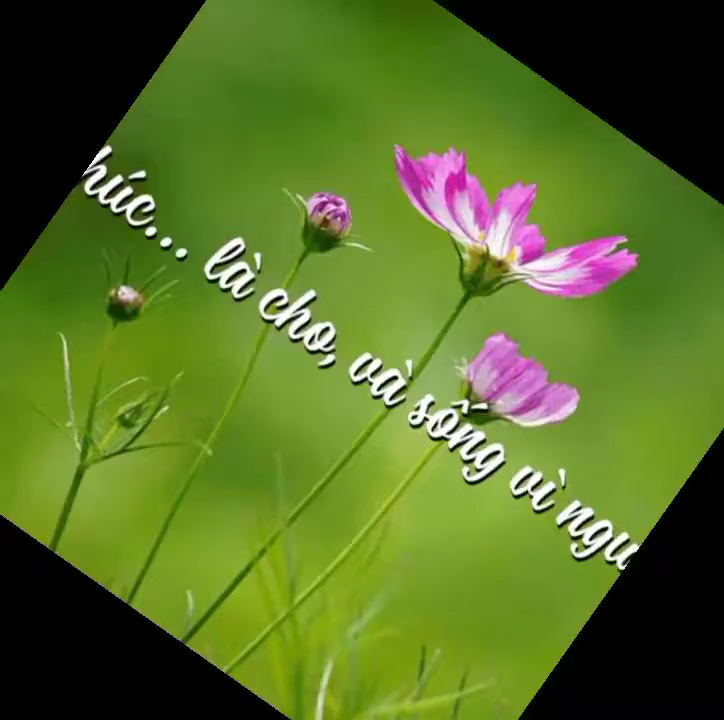 húc... là cho, và sống vì ngư